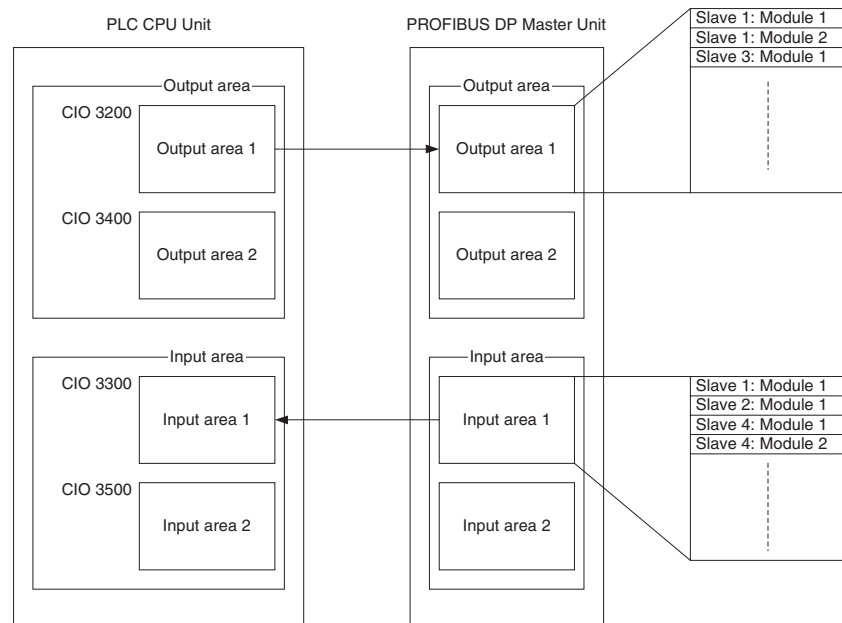 PLC CPU Unit
PROFIBUS DP Master Unit
Slave 1: Module 1
Slave 1: Module 2
Slave 3: Module 1
Output area
CIO 3200
Output area 1
CIO 3400
Output area 2
Output area
Output area 1
Output area 2
Input area
CIO 3300
Input area 1
CIO 3500
Input area 2
Input area
Input area 1
Input area 2
Slave 1: Module 1
Slave 2: Module 1
Slave 4: Module 1
Slave 4: Module 2